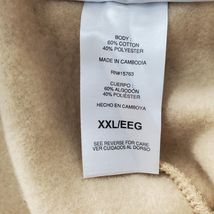 BODY:
60% COTTON
40% POLYESTER
MADE IN CAMBODIA
RN#15763
CUERPO:
60% ALGODÓN
40% POLIÉSTER
HECHO EN CAMBOYA
XXL/EEG
SEE REVERSE FOR CARE
VER CUIDADOS AL DORSO